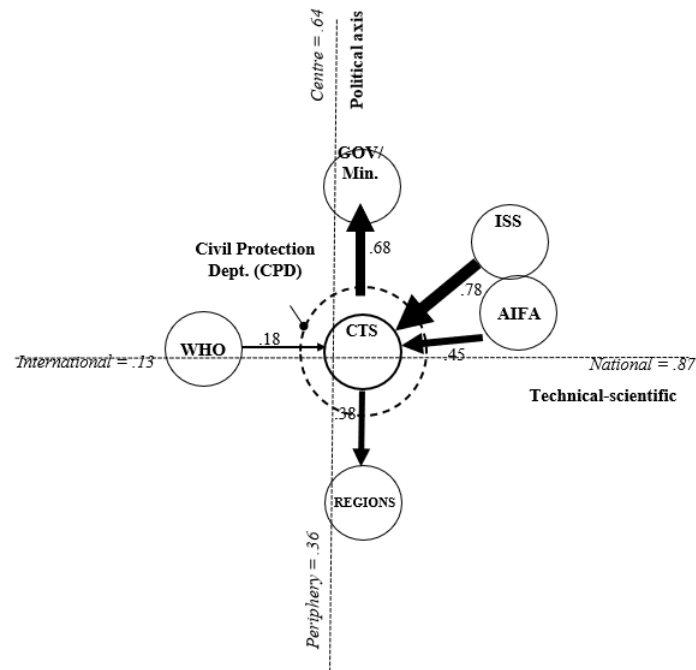 Centre = .64
Political axis
GOV/
Min.
ISS
Civil Protection
Dept. (CPD)
.68
.78
AIFA
CTS
WHO
.18
.45
International = .13
National = .87
Technical-scientific
.38
REGIONS
Periphery = .36